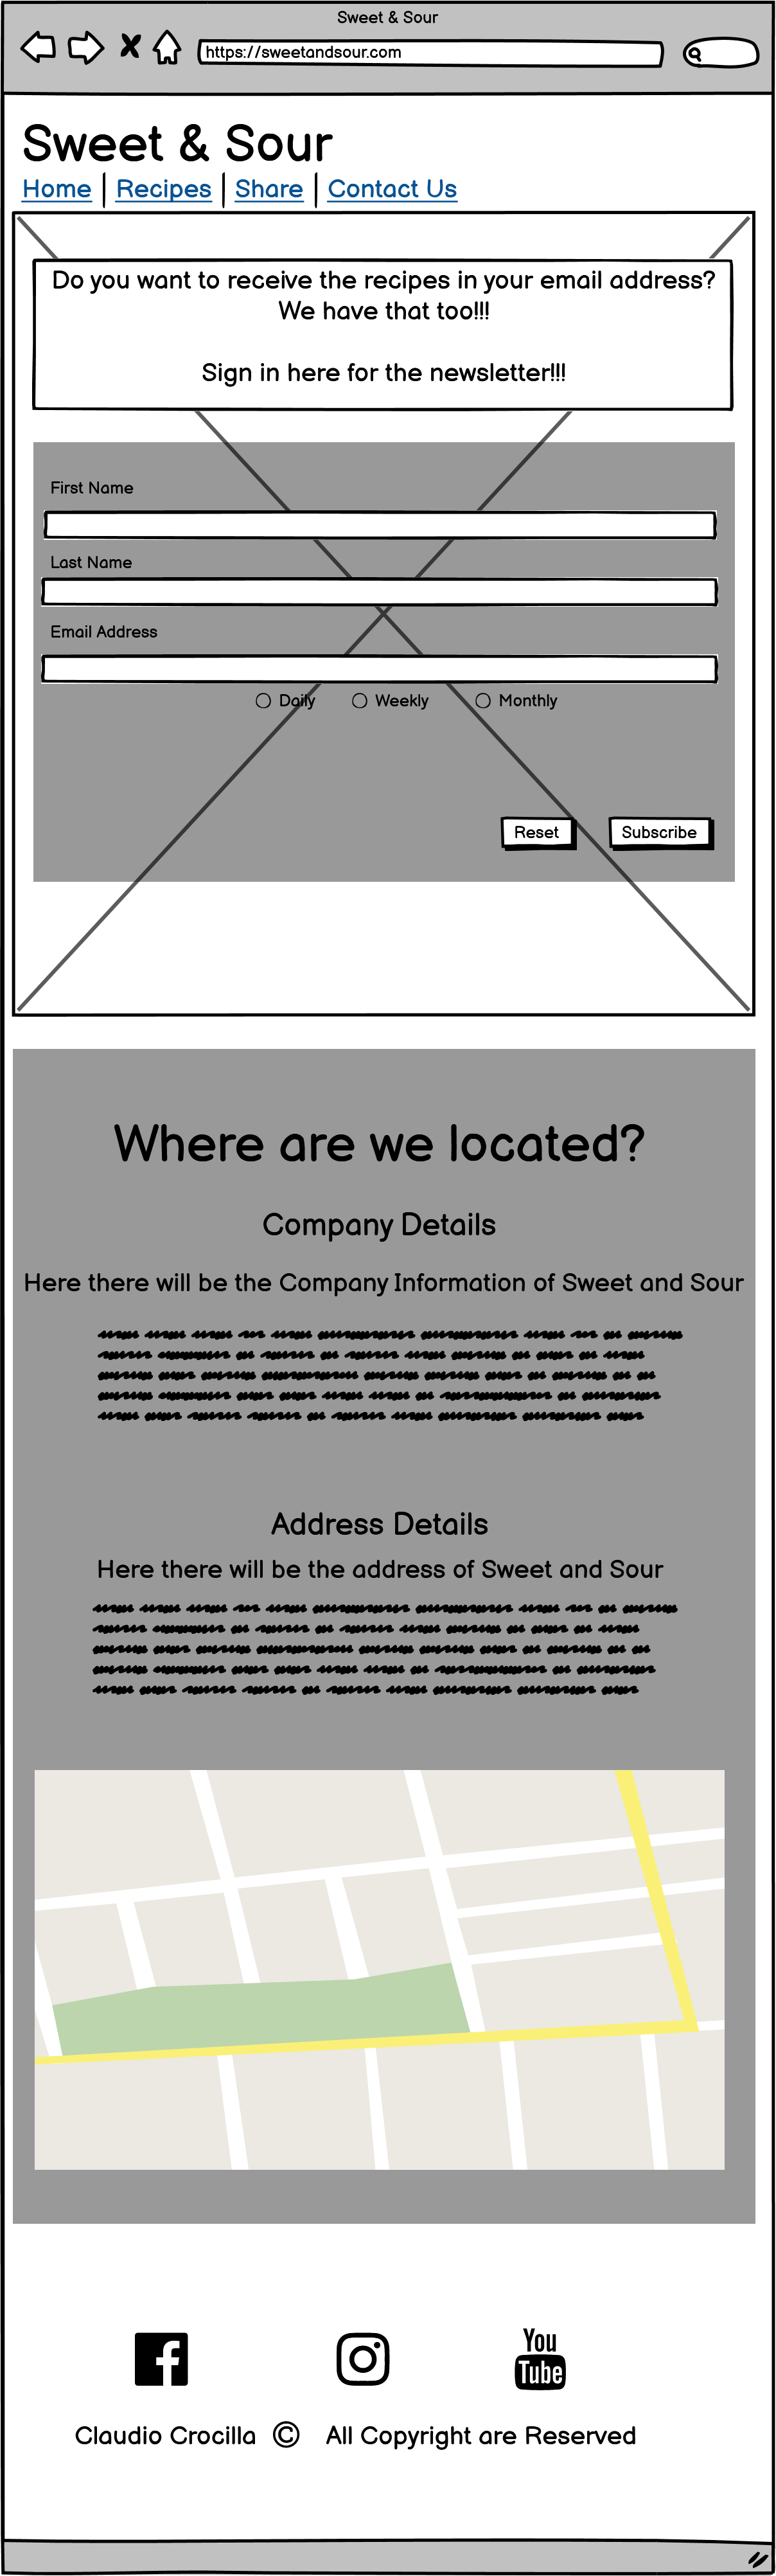 Sweet & Sour
https://sweetandsour.com
Sweet & Sour
Home | Recipes | Share | Contact Us
Do you want to receive the recipes in your email address?
We have that too!!!
Sign in here for the newsletter!!!
First Name
Last Name
Email Address
Daily Weekly Monthly
Reset Subscribe
Where are we located?
Company Details
Here there will be the Company Information of Sweet and Sour
Address Details
Here there will be the address of Sweet and Sour
You
Tube
Claudio Crocilla © All Copyright are Reserved